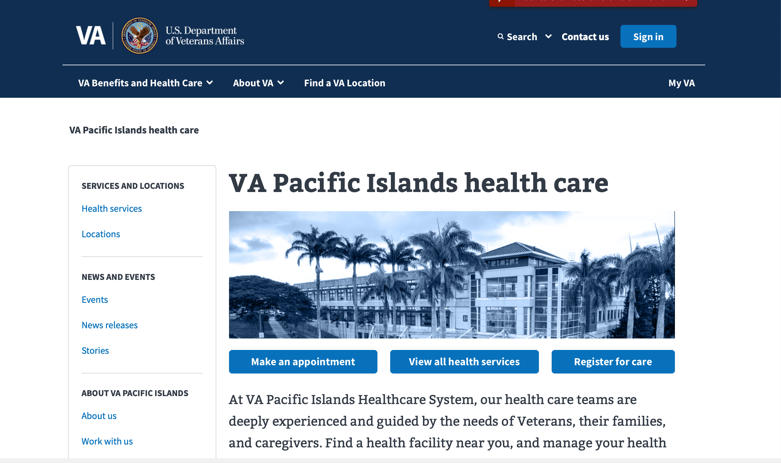 VA
U.S. Department
of Veterans Affairs
Search
Contact us
Sign in
VA Benefits and Health Care
About VA
Find a VA Location
My VA
VA Pacific Islands health care
SERVICES AND LOCATIONS
Health services
Locations
NEWS AND EVENTS
Events
News releases
Stories
ABOUT VA PACIFIC ISLANDS
About us
Work with us
VA Pacific Islands health care
Make an appointment
View all health services
Register for care
At VA Pacific Islands Healthcare System, our health care teams are
deeply experienced and guided by the needs of Veterans, their families,
and caregivers. Find a health facility near you, and manage your health